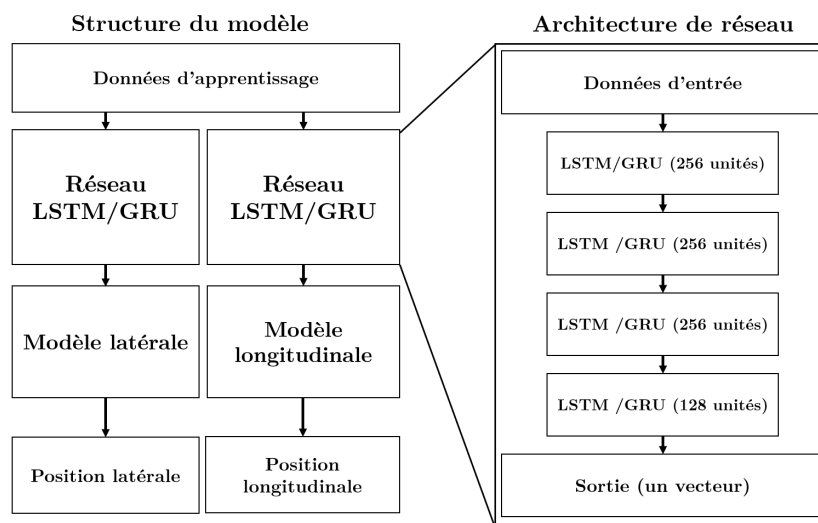 Structure du modèle
Données d'apprentissage
Réseau
LSTM/GRU
Réseau
LSTM/GRU
Modèle latérale
Modèle
longitudinale
Position latérale
Position
longitudinale
Architecture de réseau
Données d'entrée
LSTM/GRU (256 unités)
LSTM /GRU (256 unités)
LSTM /GRU (256 unités)
LSTM /GRU (128 unités)
Sortie (un vecteur)